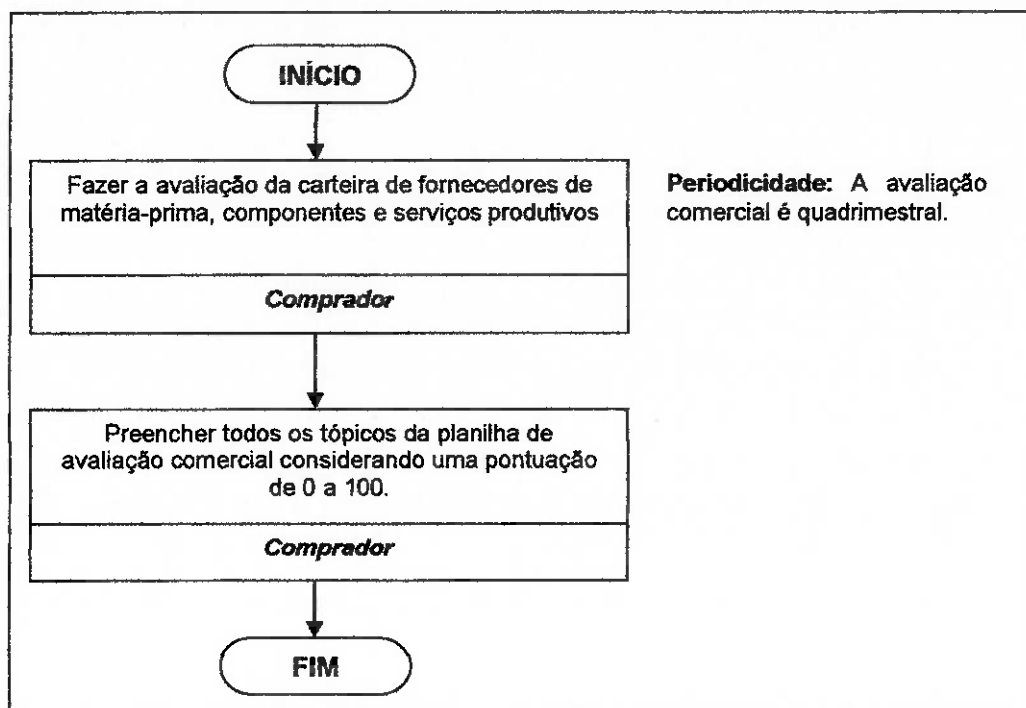 INÍCIO
Fazer a avaliação da carteira de fornecedores de
matéria-prima, componentes e serviços produtivos
Comprador
Periodicidade: A avaliação
comercial é quadrimestral.
Preencher todos os tópicos da planilha de
avaliação comercial considerando uma pontuação
de 0 a 100.
Comprador
FIM